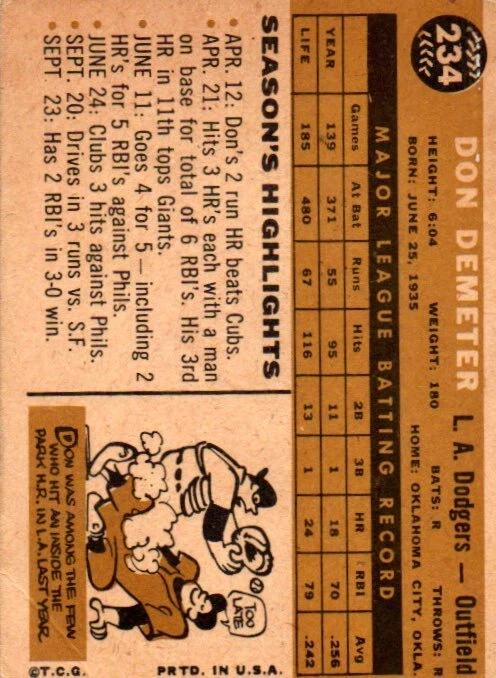 234
DON DEMETER L. A. Dodgers — Outfield
HEIGHT: 6:04 WEIGHT: 180 BATS: R THROWS: R
BORN: JUNE 25, 1935 HOME: OKLAHOMA CITY, OKLA.
MAJOR LEAGUE BATTING RECORD
Games At Bat Runs Hits 2B 3B HR RBI Avg
YEAR 139 371 55 95 11 1 18 70 .256
LIFE 185 480 67 116 13 1 24 79 .242
SEASON'S HIGHLIGHTS
APR. 12: Don's 2 run HR beats Cubs.
APR. 21: Hits 3 HR's each with a man
on base for total of 6 RBI's. His 3rd
HR in 11th tops Giants.
JUNE 11: Goes 4 for 5 — including 2
HR's for 5 RBI's against Phils.
JUNE 24: Clubs 3 hits against Phils.
SEPT. 20: Drives in 3 runs vs. S.F.
SEPT. 23: Has 2 RBI's in 3-0 win.
TOO
LATE
DON WAS AMONG THE FEW
WHO HIT AN INSIDE THE
PARK H.R. IN L.A. LAST YEAR.
©T.C.G. PRTD. IN U.S.A.